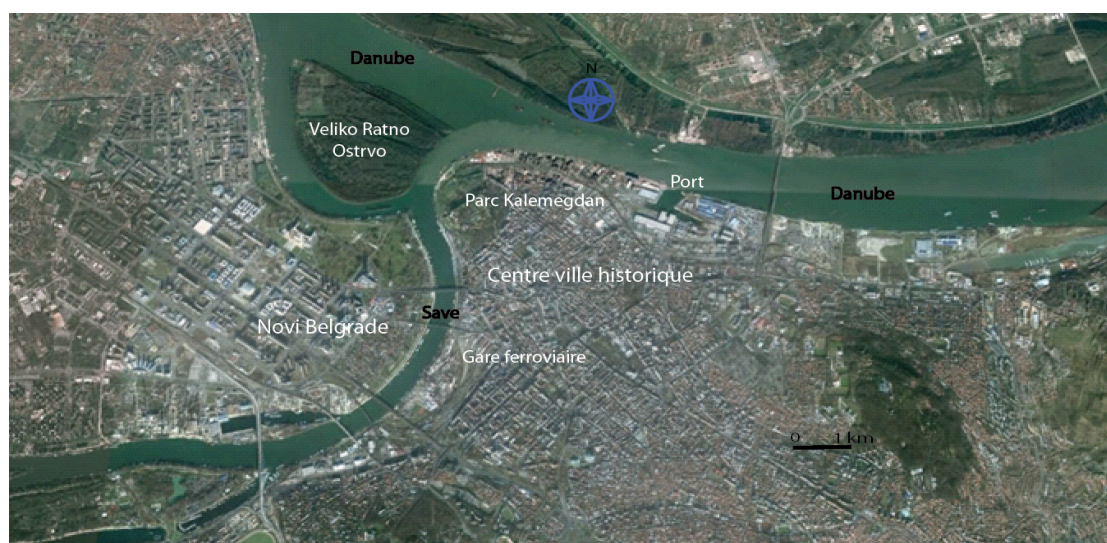 Danube
N
Veliko Ratno
Ostrvo
Port
Parc Kalemegdan
Danube
Centre ville historique
Save
Novi Belgrade
Gare ferroviaire
0 1 km